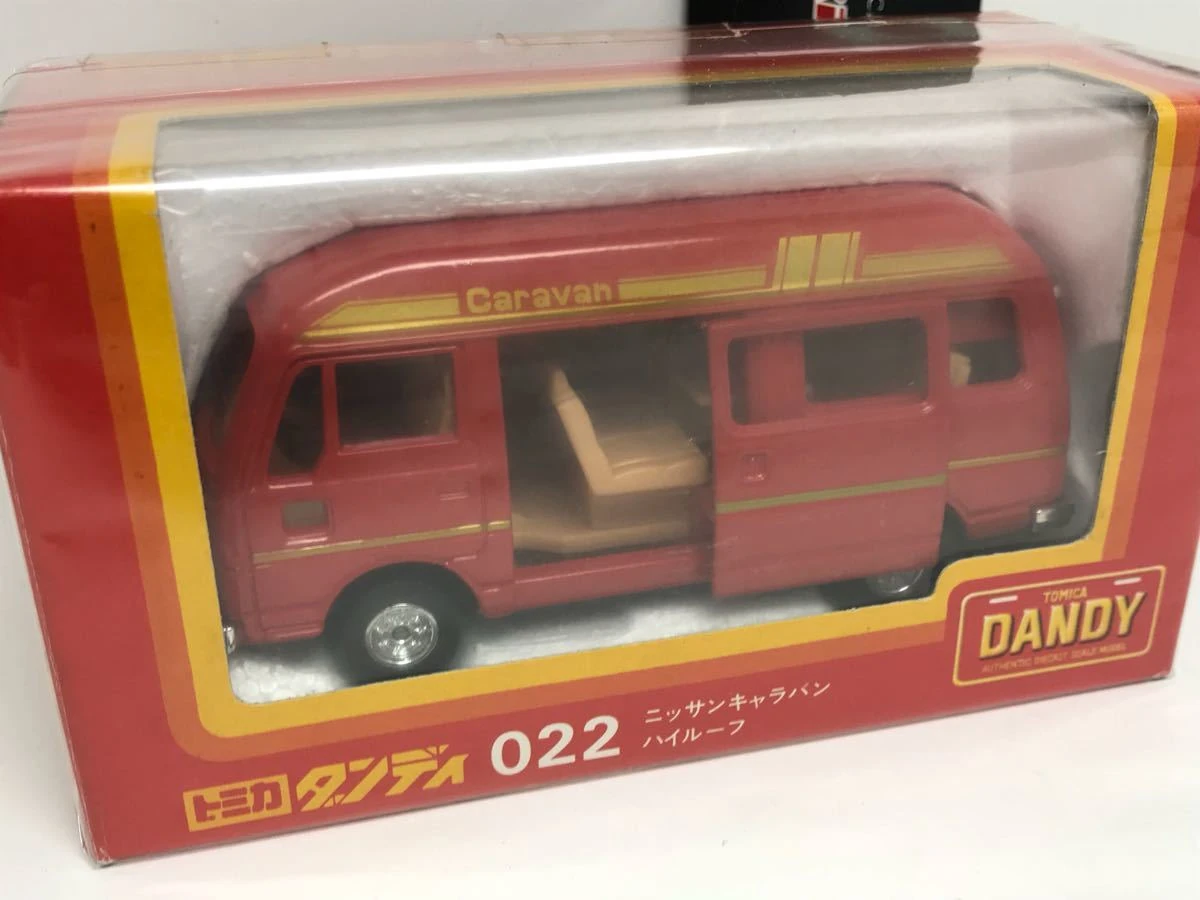 Caravan
TOMICA
DANDY
AUTHENTIC DIECAST SCALE MODEL
トミカ ダンディ 022 ニッサンキャラバン
ハイルーフ